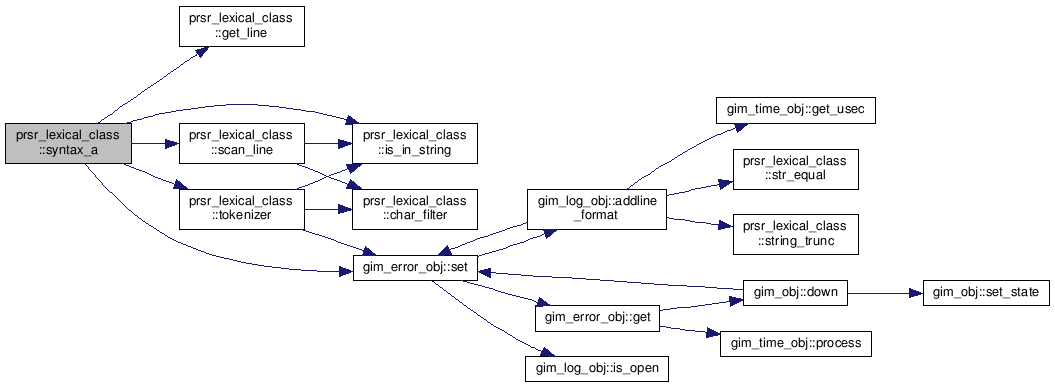 prsr_lexical_class
::get_line
prsr_lexical_class
::syntax_a
prsr_lexical_class
::scan_line
prsr_lexical_class
::tokenizer
prsr_lexical_class
::is_in_string
prsr_lexical_class
::char_filter
gim_error_obj::set
gim_log_obj::addline
_format
gim_error_obj::get
gim_log_obj::is_open
gim_time_obj::get_usec
prsr_lexical_class
::str_equal
prsr_lexical_class
::string_trunc
gim_obj::down
gim_time_obj::process
gim_obj::set_state